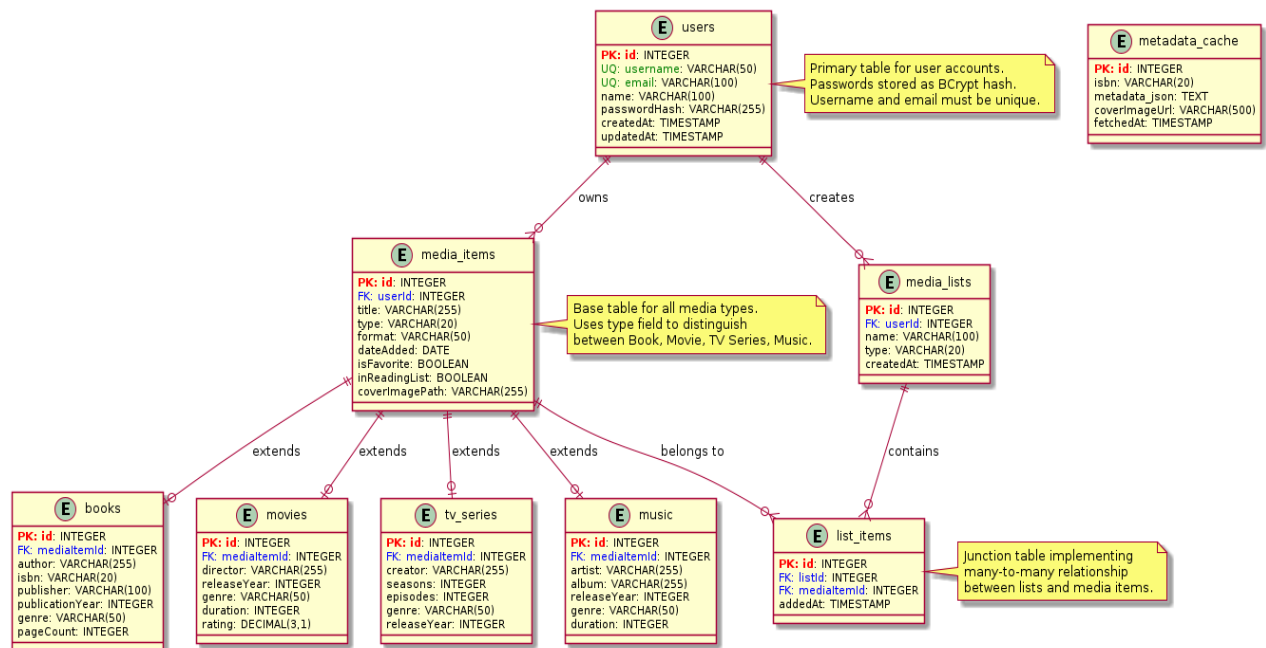 E users
PK: id: INTEGER
UQ: username: VARCHAR(50)
UQ: email: VARCHAR(100)
name: VARCHAR(100)
passwordHash: VARCHAR(255)
createdAt: TIMESTAMP
updatedAt: TIMESTAMP
Primary table for user accounts.
Passwords stored as BCrypt hash.
Username and email must be unique.
E metadata_cache
PK: id: INTEGER
isbn: VARCHAR(20)
metadata_json: TEXT
coverImageUrl: VARCHAR(500)
fetchedAt: TIMESTAMP
owns
creates
E media_items
PK: id: INTEGER
FK: userId: INTEGER
title: VARCHAR(255)
type: VARCHAR(20)
format: VARCHAR(50)
dateAdded: DATE
isFavorite: BOOLEAN
inReadingList: BOOLEAN
coverImagePath: VARCHAR(255)
Base table for all media types.
Uses type field to distinguish
between Book, Movie, TV Series, Music.
E media_lists
PK: id: INTEGER
FK: userId: INTEGER
name: VARCHAR(100)
type: VARCHAR(20)
createdAt: TIMESTAMP
extends
extends
extends
extends
belongs to
contains
E books
PK: id: INTEGER
FK: mediaItemId: INTEGER
author: VARCHAR(255)
isbn: VARCHAR(20)
publisher: VARCHAR(100)
publicationYear: INTEGER
genre: VARCHAR(50)
pageCount: INTEGER
E movies
PK: id: INTEGER
FK: mediaItemId: INTEGER
director: VARCHAR(255)
releaseYear: INTEGER
genre: VARCHAR(50)
duration: INTEGER
rating: DECIMAL(3,1)
E tv_series
PK: id: INTEGER
FK: mediaItemId: INTEGER
creator: VARCHAR(255)
seasons: INTEGER
episodes: INTEGER
genre: VARCHAR(50)
releaseYear: INTEGER
E music
PK: id: INTEGER
FK: mediaItemId: INTEGER
artist: VARCHAR(255)
album: VARCHAR(255)
releaseYear: INTEGER
genre: VARCHAR(50)
duration: INTEGER
E list_items
PK: id: INTEGER
FK: listId: INTEGER
FK: mediaItemId: INTEGER
addedAt: TIMESTAMP
Junction table implementing
many-to-many relationship
between lists and media items.